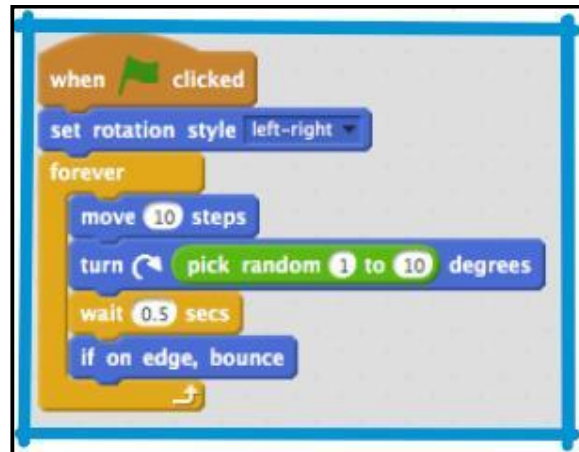 when clicked
set rotation style left-right
forever
move 10 steps
turn pick random 1 to 10 degrees
wait 0.5 secs
if on edge, bounce